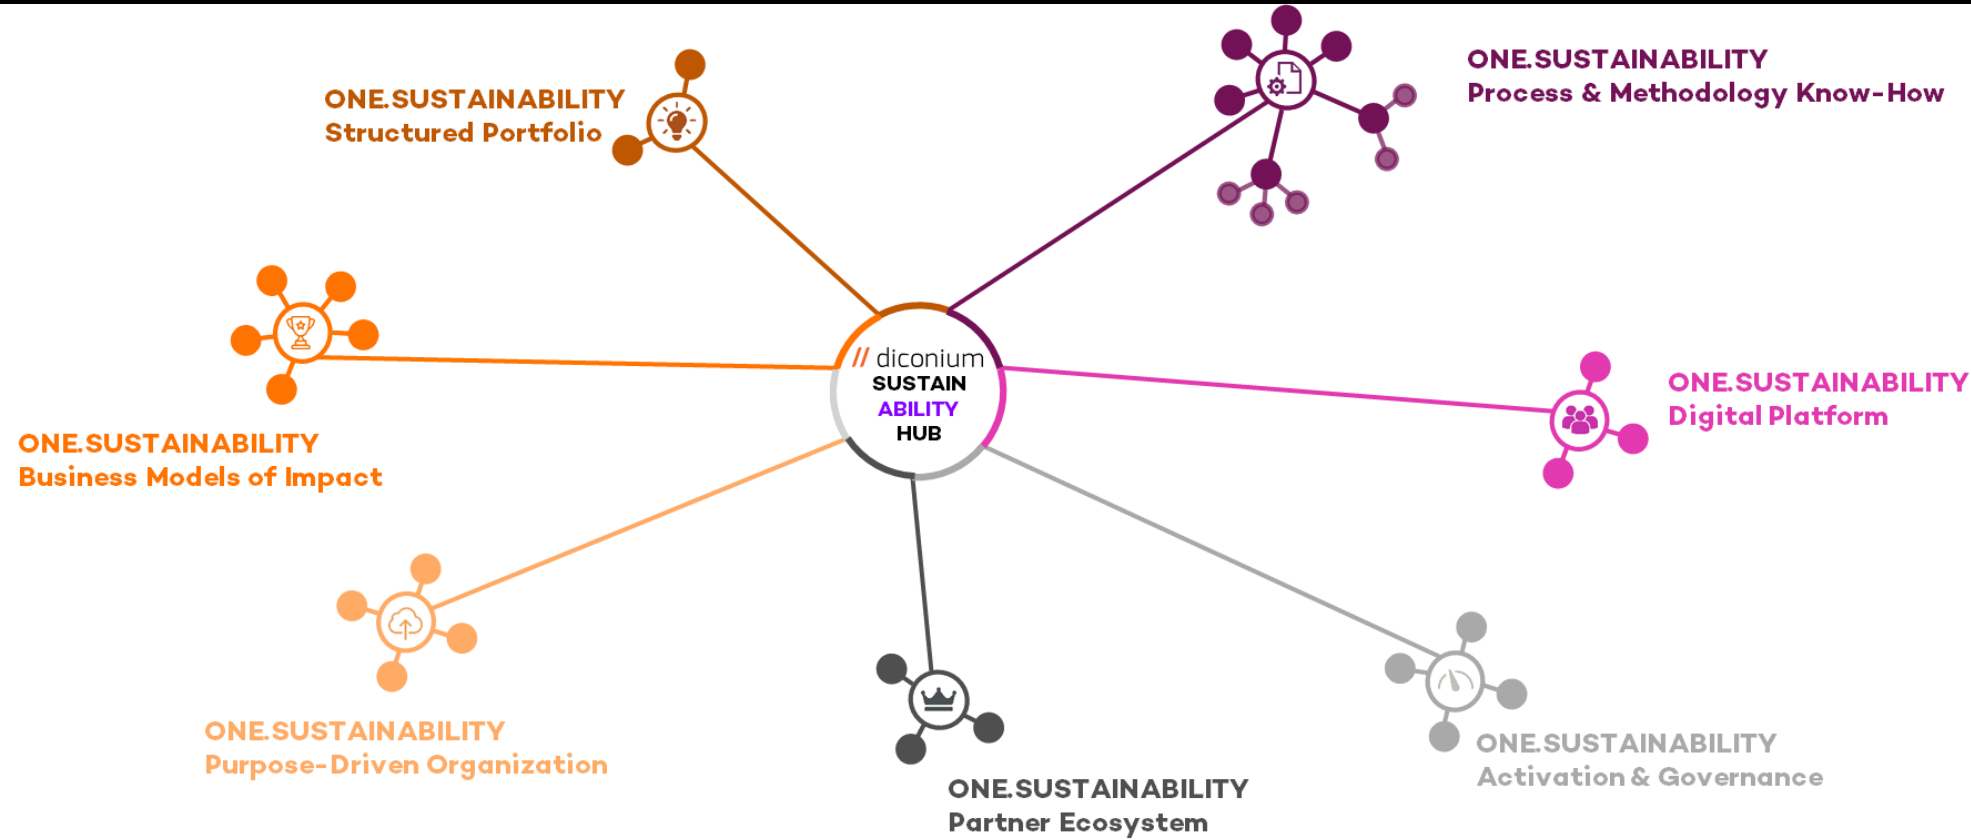 ONE.SUSTAINABILITY
Structured Portfolio
ONE.SUSTAINABILITY
Process & Methodology Know-How
// diconium
SUSTAIN
ABILITY
HUB
ONE.SUSTAINABILITY
Digital Platform
ONE.SUSTAINABILITY
Business Models of Impact
ONE.SUSTAINABILITY
Purpose-Driven Organization
ONE.SUSTAINABILITY
Activation & Governance
ONE.SUSTAINABILITY
Partner Ecosystem